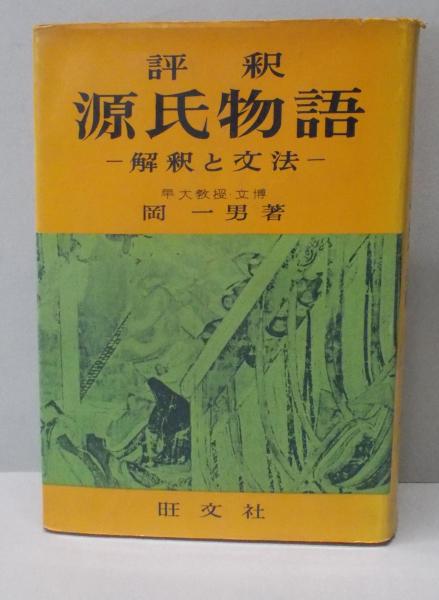 評釈
源氏物語
－解釈と文法－
早大教授・文博
岡一男著
旺文社